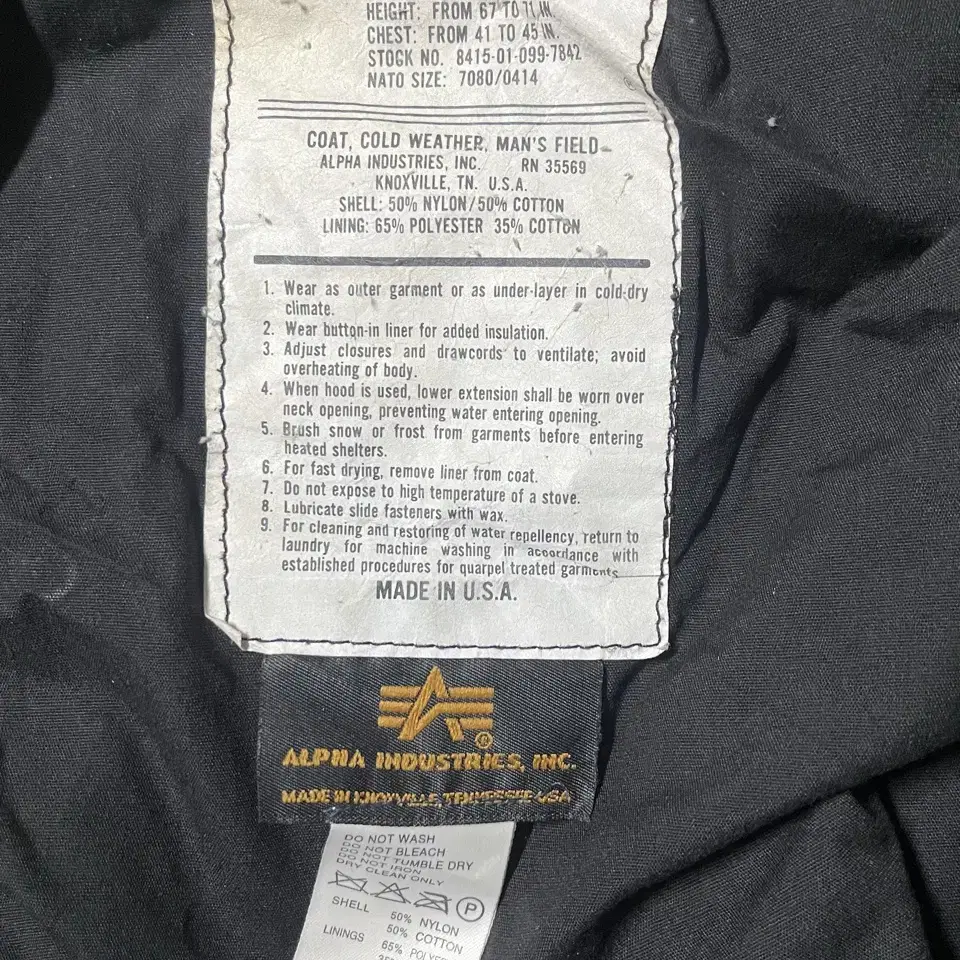 HEIGHT: FROM 67 TO 71 IN.
CHEST: FROM 41 TO 45 IN.
STOCK NO. 8415-01-099-7842
NATO SIZE: 7080/0414
COAT, COLD WEATHER, MAN'S FIELD
ALPHA INDUSTRIES, INC. RN 35569
KNOXVILLE, TN. U.S.A.
SHELL: 50% NYLON/50% COTTON
LINING: 65% POLYESTER 35% COTTON
1. Wear as outer garment or as under-layer in cold-dry
climate.
2. Wear button-in liner for added insulation.
3. Adjust closures and drawcords to ventilate; avoid
overheating of body.
4. When hood is used, lower extension shall be worn over
neck opening, preventing water entering opening.
5. Brush snow or frost from garments before entering
heated shelters.
6. For fast drying, remove liner from coat.
7. Do not expose to high temperature of a stove.
8. Lubricate slide fasteners with wax.
9. For cleaning and restoring of water repellency, return to
laundry for machine washing in accordance with
established procedures for quarpel treated garments
MADE IN U.S.A.
ALPHA INDUSTRIES, INC.
MADE IN KNOXVILLE, TENNESSEE USA
DO NOT WASH
DO NOT BLEACH
DO NOT TUMBLE DRY
DO NOT IRON
DRY CLEAN ONLY
P
SHELL 50% NYLON
50% COTTON
LININGS 65%